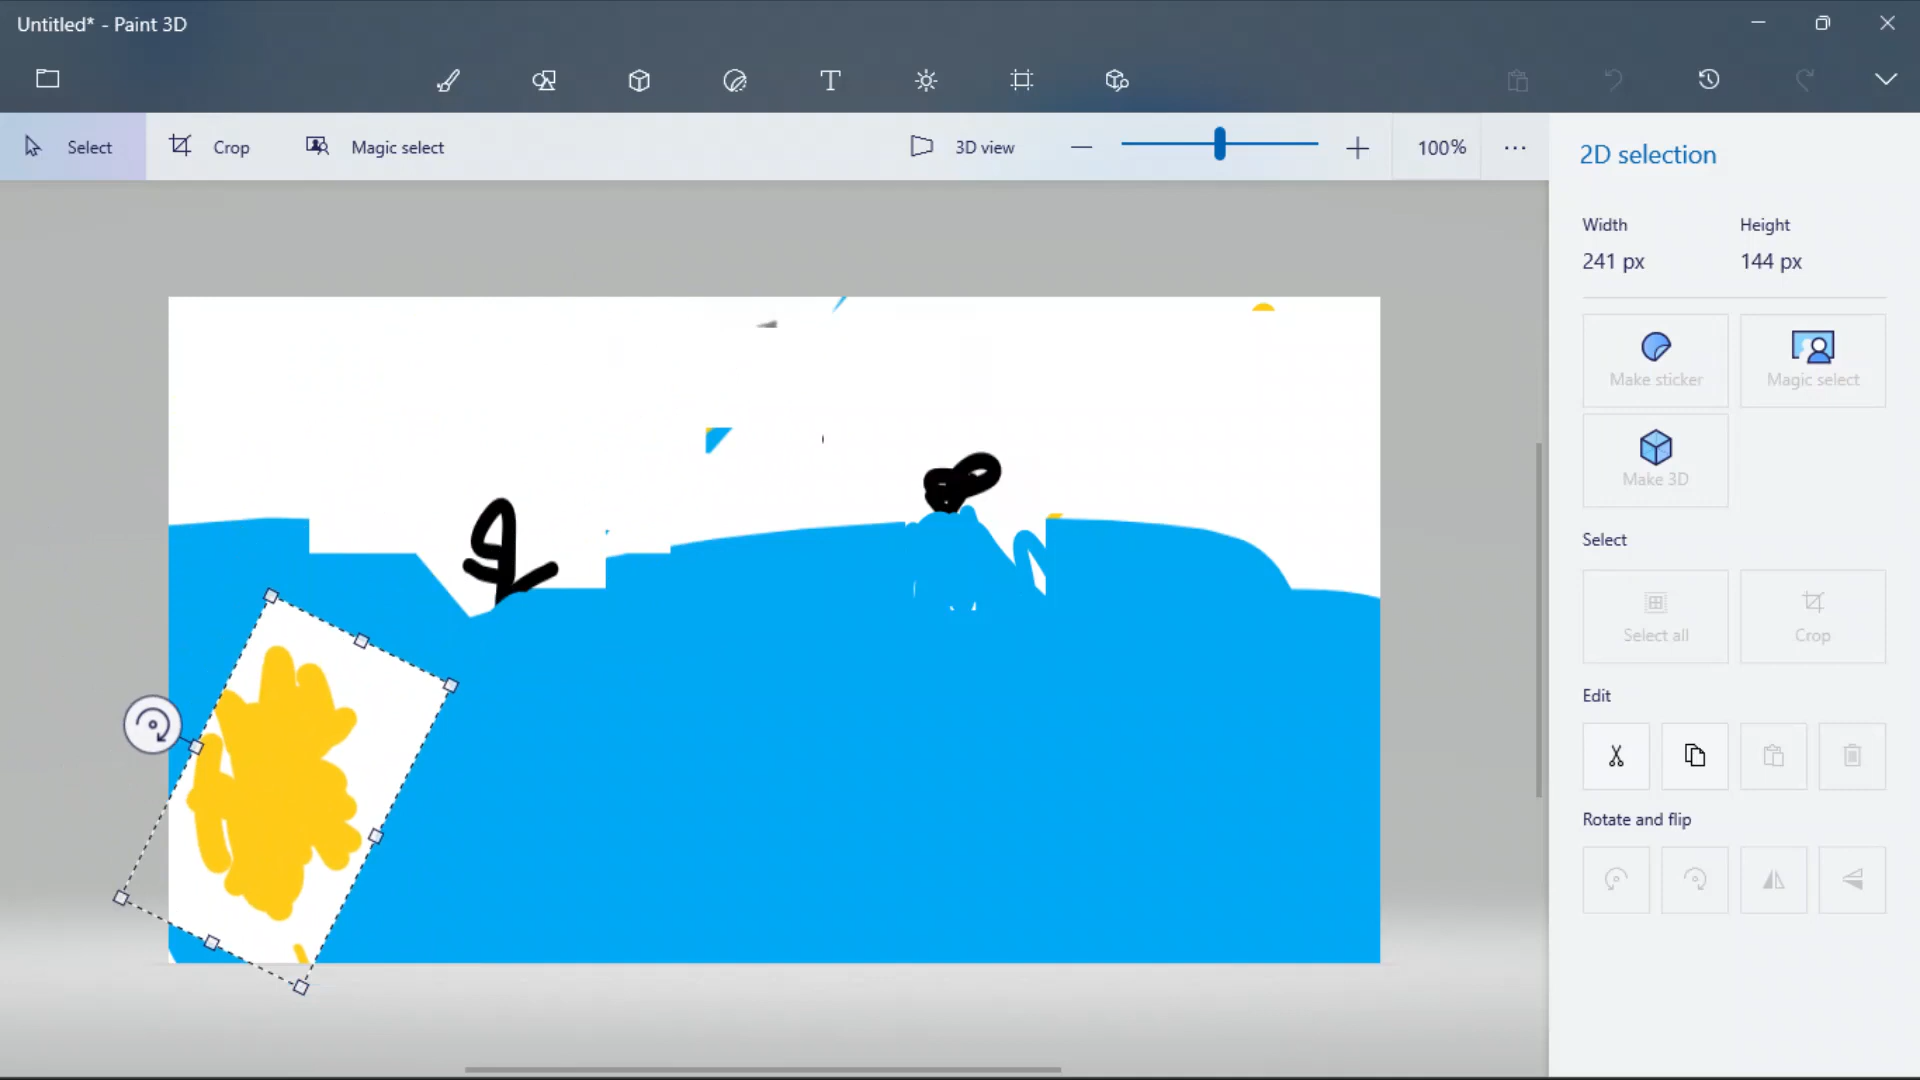 Untitled* - Paint 3D
Select Crop Magic select 3D view 100%
2D selection
Width Height
241 px 144 px
Make sticker Magic select
Make 3D
Select
Select all Crop
Edit
Rotate and flip